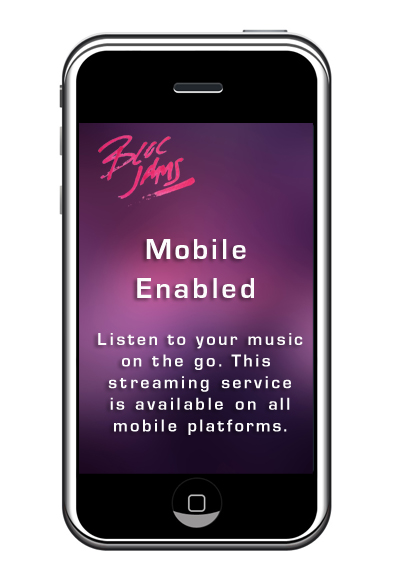 Bloc
Jams
Mobile
Enabled
Listen to your music
on the go. This
streaming service
is available on all
mobile platforms.